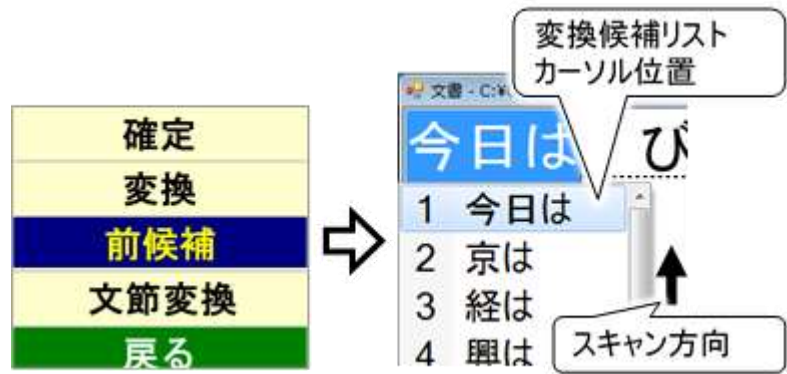 確定
変換
前候補
文節変換
戻る
変換候補リスト
カーソル位置
文書 - C:¥
今日は び
1 今日は
2 京は
3 経は
4 興は
スキャン方向